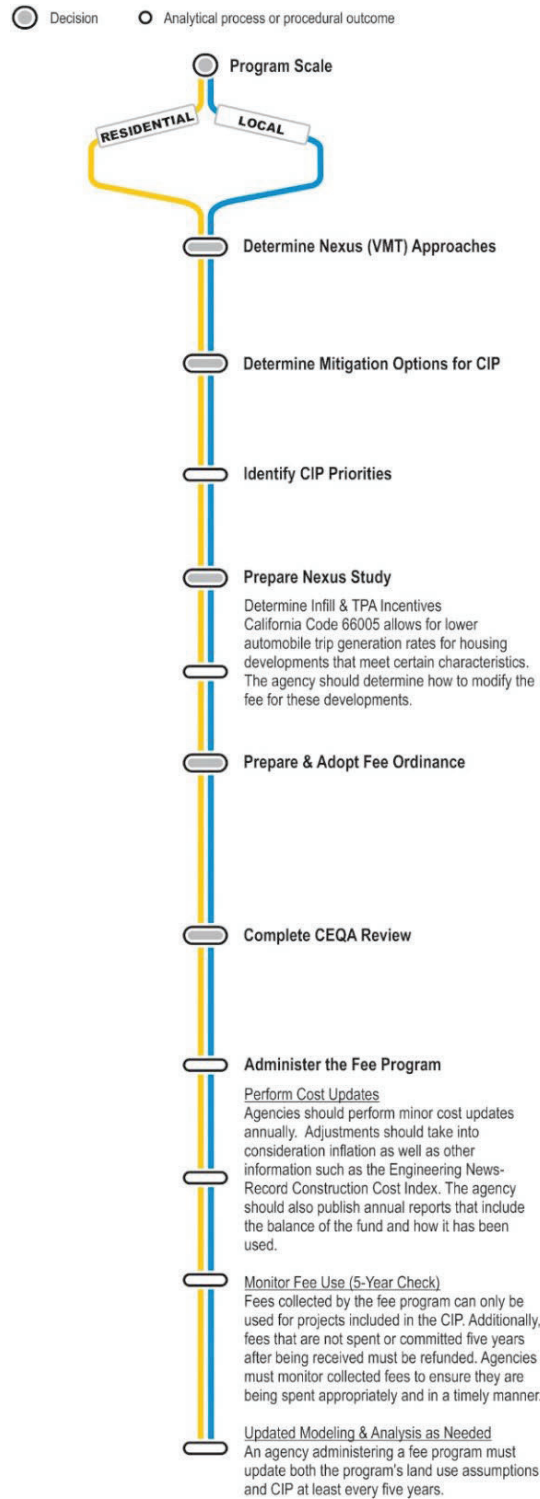 Decision
Analytical process or procedural outcome
Program Scale
RESIDENTIAL
LOCAL
Determine Nexus (VMT) Approaches
Determine Mitigation Options for CIP
Identify CIP Priorities
Prepare Nexus Study
Determine Infill & TPA Incentives
California Code 66005 allows for lower
automobile trip generation rates for housing
developments that meet certain characteristics.
The agency should determine how to modify the
fee for these developments.
Prepare & Adopt Fee Ordinance
Complete CEQA Review
Administer the Fee Program
Perform Cost Updates
Agencies should perform minor cost updates
annually. Adjustments should take into
consideration inflation as well as other
information such as the Engineering News-
Record Construction Cost Index. The agency
should also publish annual reports that include
the balance of the fund and how it has been
used.
Monitor Fee Use (5-Year Check)
Fees collected by the fee program can only be
used for projects included in the CIP. Additionally,
fees that are not spent or committed five years
after being received must be refunded. Agencies
must monitor collected fees to ensure they are
being spent appropriately and in a timely manner.
Updated Modeling & Analysis as Needed
An agency administering a fee program must
update both the program's land use assumptions
and CIP at least every five years.